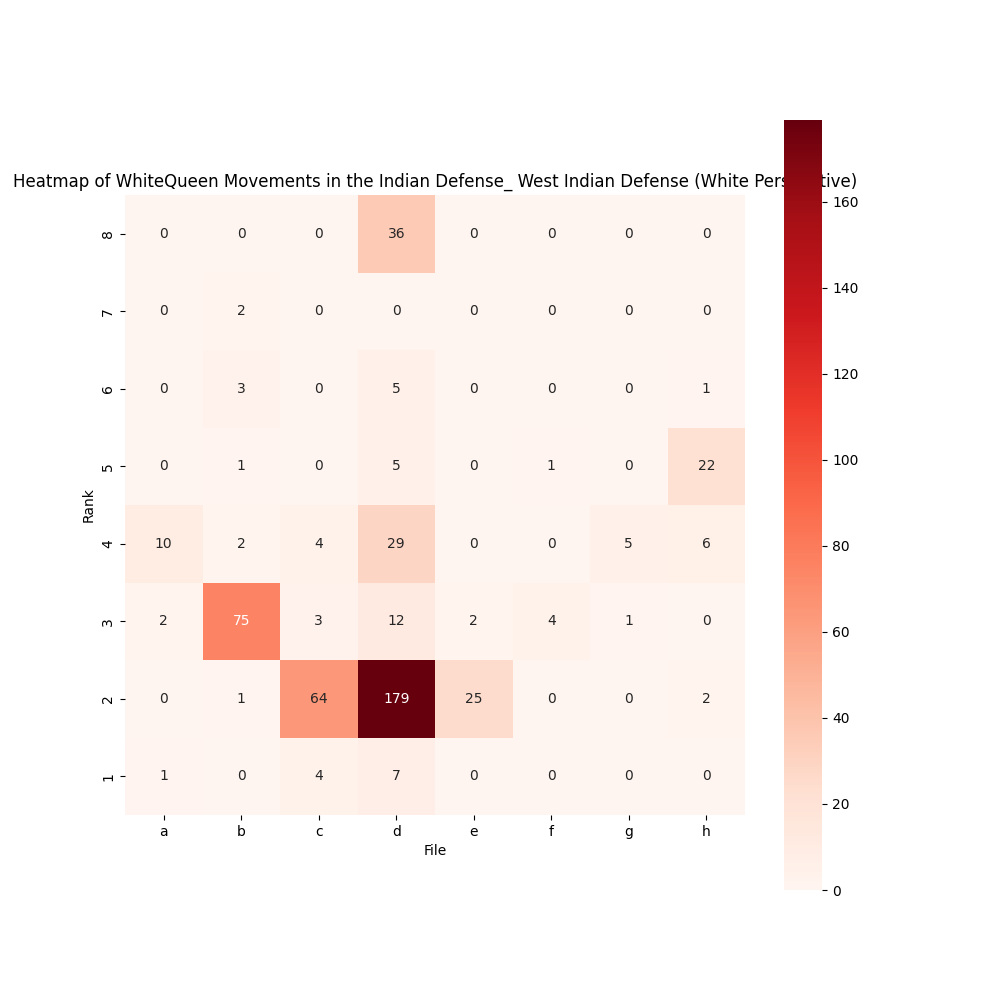 Heatmap of WhiteQueen Movements in the Indian Defense_ West Indian Defense (White Pers tive)
8 0 0 0 36 0 0 0 0
7 0 2 0 0 0 0 0 0
6 0 3 0 5 0 0 0 1
5 0 1 0 5 0 1 0 22
4 10 2 4 29 0 0 5 6
3 2 75 3 12 2 4 1 0
2 0 1 64 179 25 0 0 2
1 1 0 4 7 0 0 0 0
a b c d e f g h
File
Rank
160
140
120
100
80
60
40
20
0